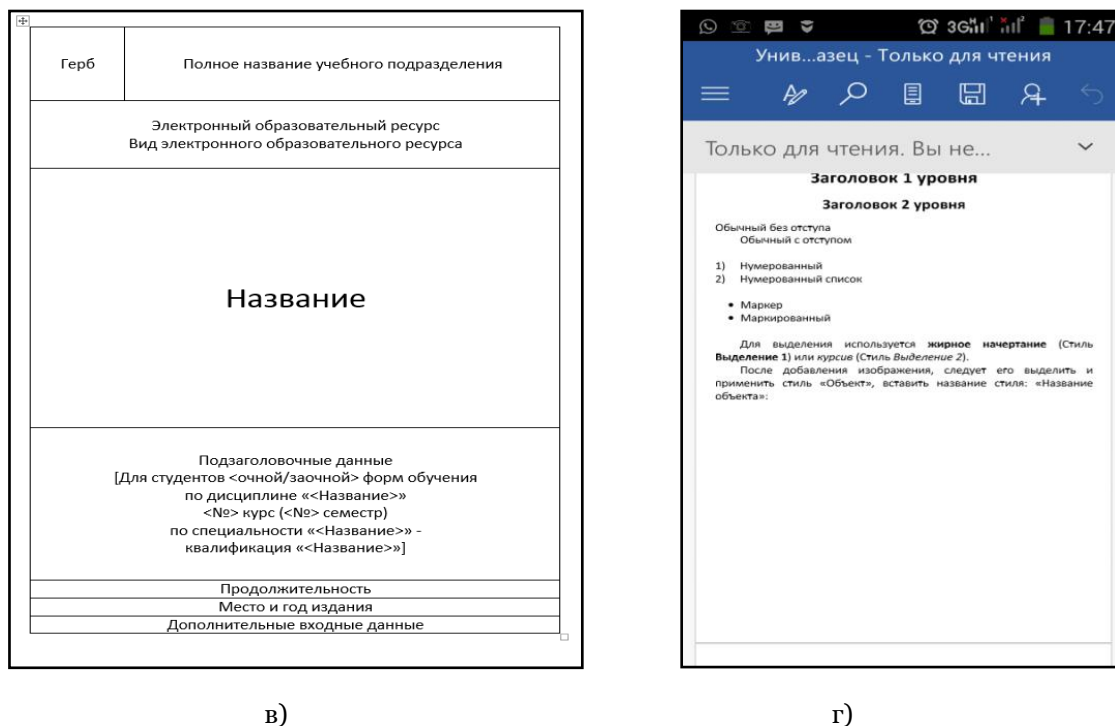 Герб
Полное название учебного подразделения
Электронный образовательный ресурс
Вид электронного образовательного ресурса
Название
Подзаголовочные данные
[Для студентов <очной/заочной> форм обучения
по дисциплине «<Название>»
<№> курс (<№> семестр)
по специальности «<Название>» -
квалификация «<Название>»]
Продолжительность
Место и год издания
Дополнительные входные данные
в)
3G 17:47
Унив...азец - Только для чтения
Только для чтения. Вы не...
Заголовок 1 уровня
Заголовок 2 уровня
Обычный без отступа
Обычный с отступом
1) Нумерованный
2) Нумерованный список
• Маркер
• Маркированный
Для выделения используется жирное начертание (Стиль
Выделение 1) или курсив (Стиль Выделение 2).
После добавления изображения, следует его выделить и
применить стиль «Объект», вставить название стиля: «Название
объекта»:
г)